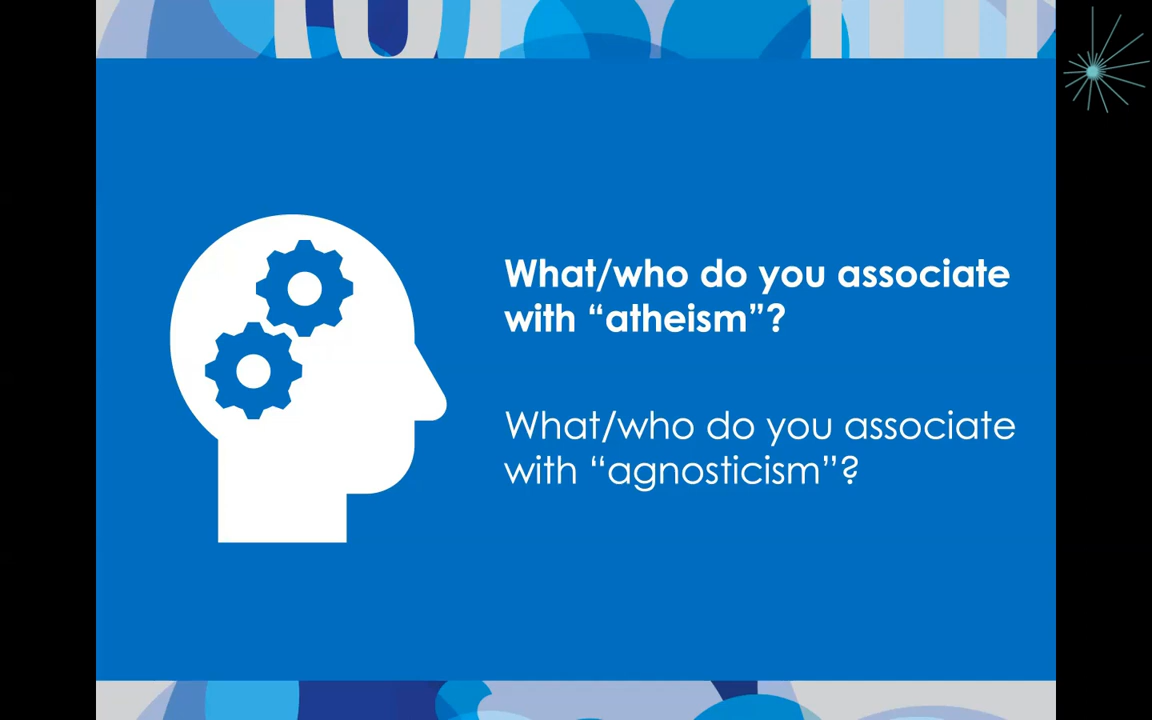 What/who do you associate
with “atheism”?
What/who do you associate
with “agnosticism”?